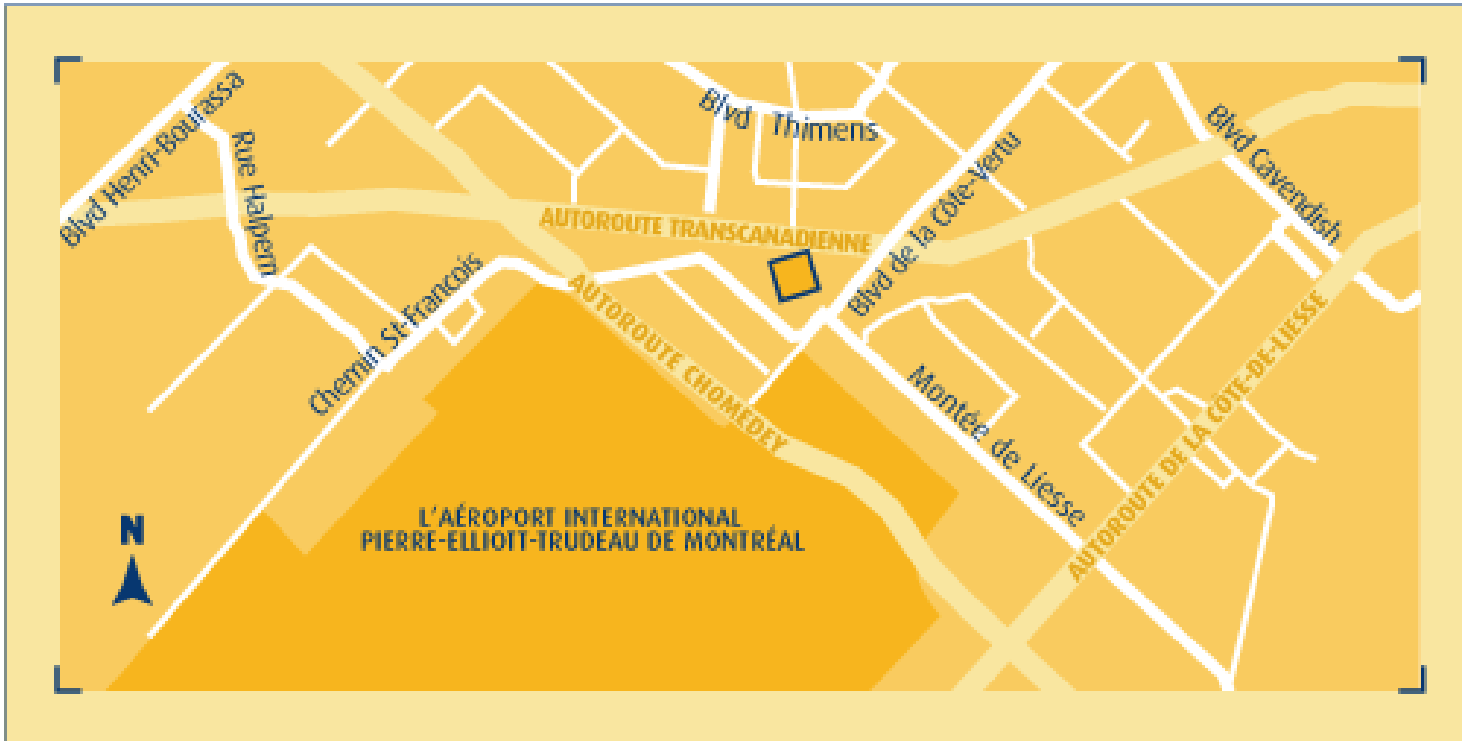 Blvd Henri-Bourassa
Rue Halpern
Blvd Thimens
Blvd de la Côte-Vertu
Blvd Cavendish
AUTOROUTE TRANSCANADIENNE
Chemin St-Francois
AUTOROUTE CHOMEDEY
Montée de Liesse
AUTOROUTE DE LA CÔTE-DE-LIESSE
L'AÉROPORT INTERNATIONAL
PIERRE-ELLIOTT-TRUDEAU DE MONTRÉAL
N